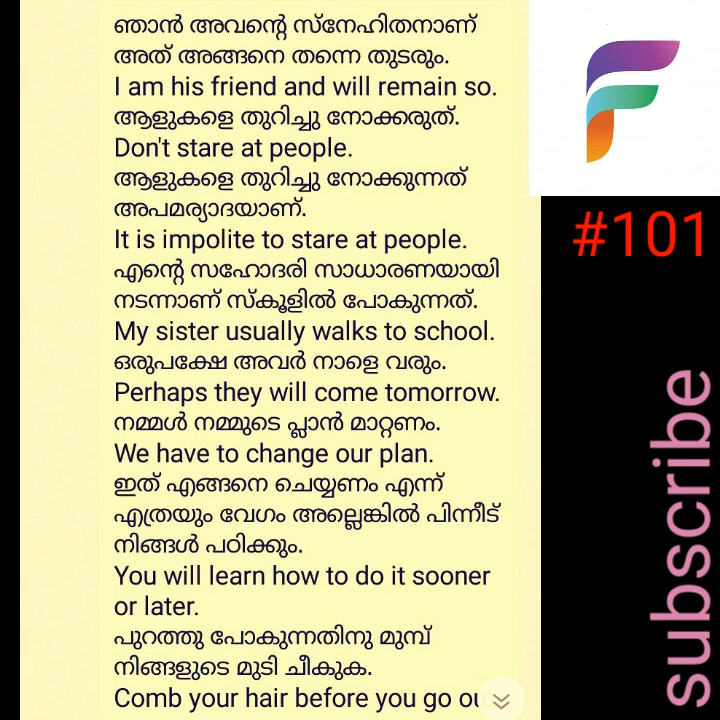 ഞാൻ അവന്റെ സ്നേഹിതനാണ്
അത് അങ്ങനെ തന്നെ തുടരും.
I am his friend and will remain so.
ആളുകളെ തുറിച്ചു നോക്കരുത്.
Don't stare at people.
ആളുകളെ തുറിച്ചു നോക്കുന്നത്
അപമര്യാദയാണ്.
It is impolite to stare at people.
എന്റെ സഹോദരി സാധാരണയായി
നടന്നാണ് സ്കൂളിൽ പോകുന്നത്.
My sister usually walks to school.
ഒരുപക്ഷേ അവർ നാളെ വരും.
Perhaps they will come tomorrow.
നമ്മൾ നമ്മുടെ പ്ലാൻ മാറ്റണം.
We have to change our plan.
ഇത് എങ്ങനെ ചെയ്യണം എന്ന്
എത്രയും വേഗം അല്ലെങ്കിൽ പിന്നീട്
നിങ്ങൾ പഠിക്കും.
You will learn how to do it sooner
or later.
പുറത്തു പോകുന്നതിനു മുമ്പ്
നിങ്ങളുടെ മുടി ചീകുക.
Comb your hair before you go
#101
subscribe